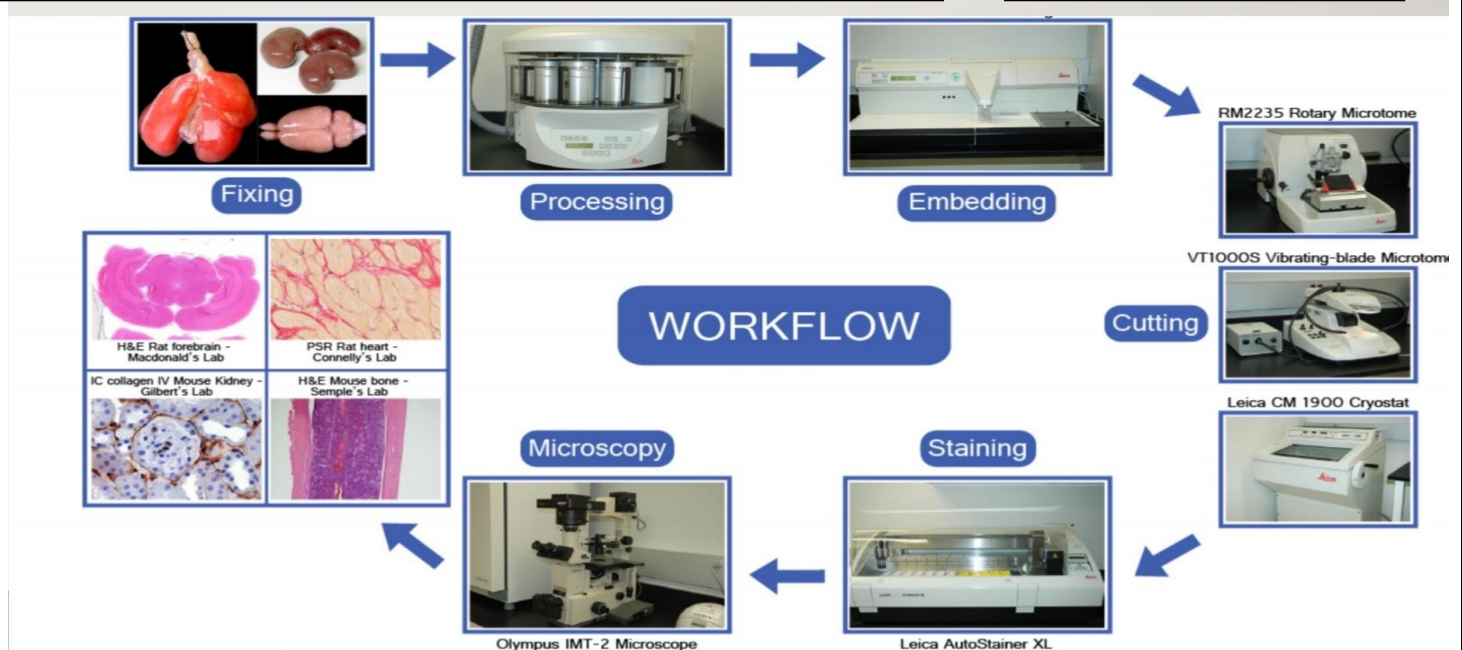 RM2235 Rotary Microtome
Fixing
Processing
Embedding
VT1000S Vibrating-blade Microtome
WORKFLOW
Cutting
H&E Rat forebrain -
Macdonald's Lab
PSR Rat heart -
Connelly's Lab
IC collagen IV Mouse Kidney -
Gilbert's Lab
H&E Mouse bone -
Semple's Lab
Leica CM 1900 Cryostat
Microscopy
Staining
Olympus IMT-2 Microscope
Leica AutoStainer XL